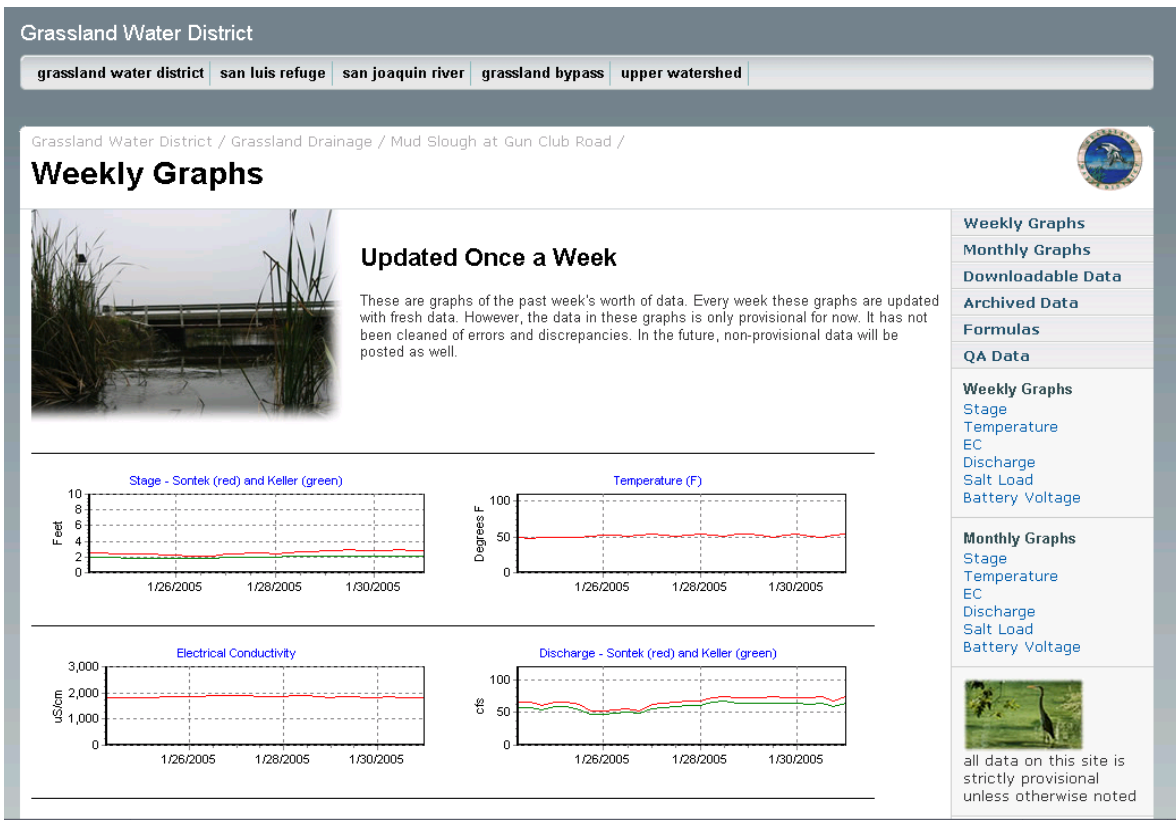 Grassland Water District
grassland water district san luis refuge san joaquin river grassland bypass upper watershed
Grassland Water District / Grassland Drainage / Mud Slough at Gun Club Road /
Weekly Graphs
Updated Once a Week
These are graphs of the past week's worth of data. Every week these graphs are updated
with fresh data. However, the data in these graphs is only provisional for now. It has not
been cleaned of errors and discrepancies. In the future, non-provisional data will be
posted as well.
Stage - Sontek (red) and Keller (green)
Feet
10
8
6
4
2
0
1/26/2005 1/28/2005 1/30/2005
Temperature (F)
Degrees F
100
50
0
1/26/2005 1/28/2005 1/30/2005
Electrical Conductivity
uS/cm
3,000
2,000
1,000
0
1/26/2005 1/28/2005 1/30/2005
Discharge - Sontek (red) and Keller (green)
cfs
100
50
0
1/26/2005 1/28/2005 1/30/2005
Weekly Graphs
Monthly Graphs
Downloadable Data
Archived Data
Formulas
QA Data
Weekly Graphs
Stage
Temperature
EC
Discharge
Salt Load
Battery Voltage
Monthly Graphs
Stage
Temperature
EC
Discharge
Salt Load
Battery Voltage
all data on this site is
strictly provisional
unless otherwise noted